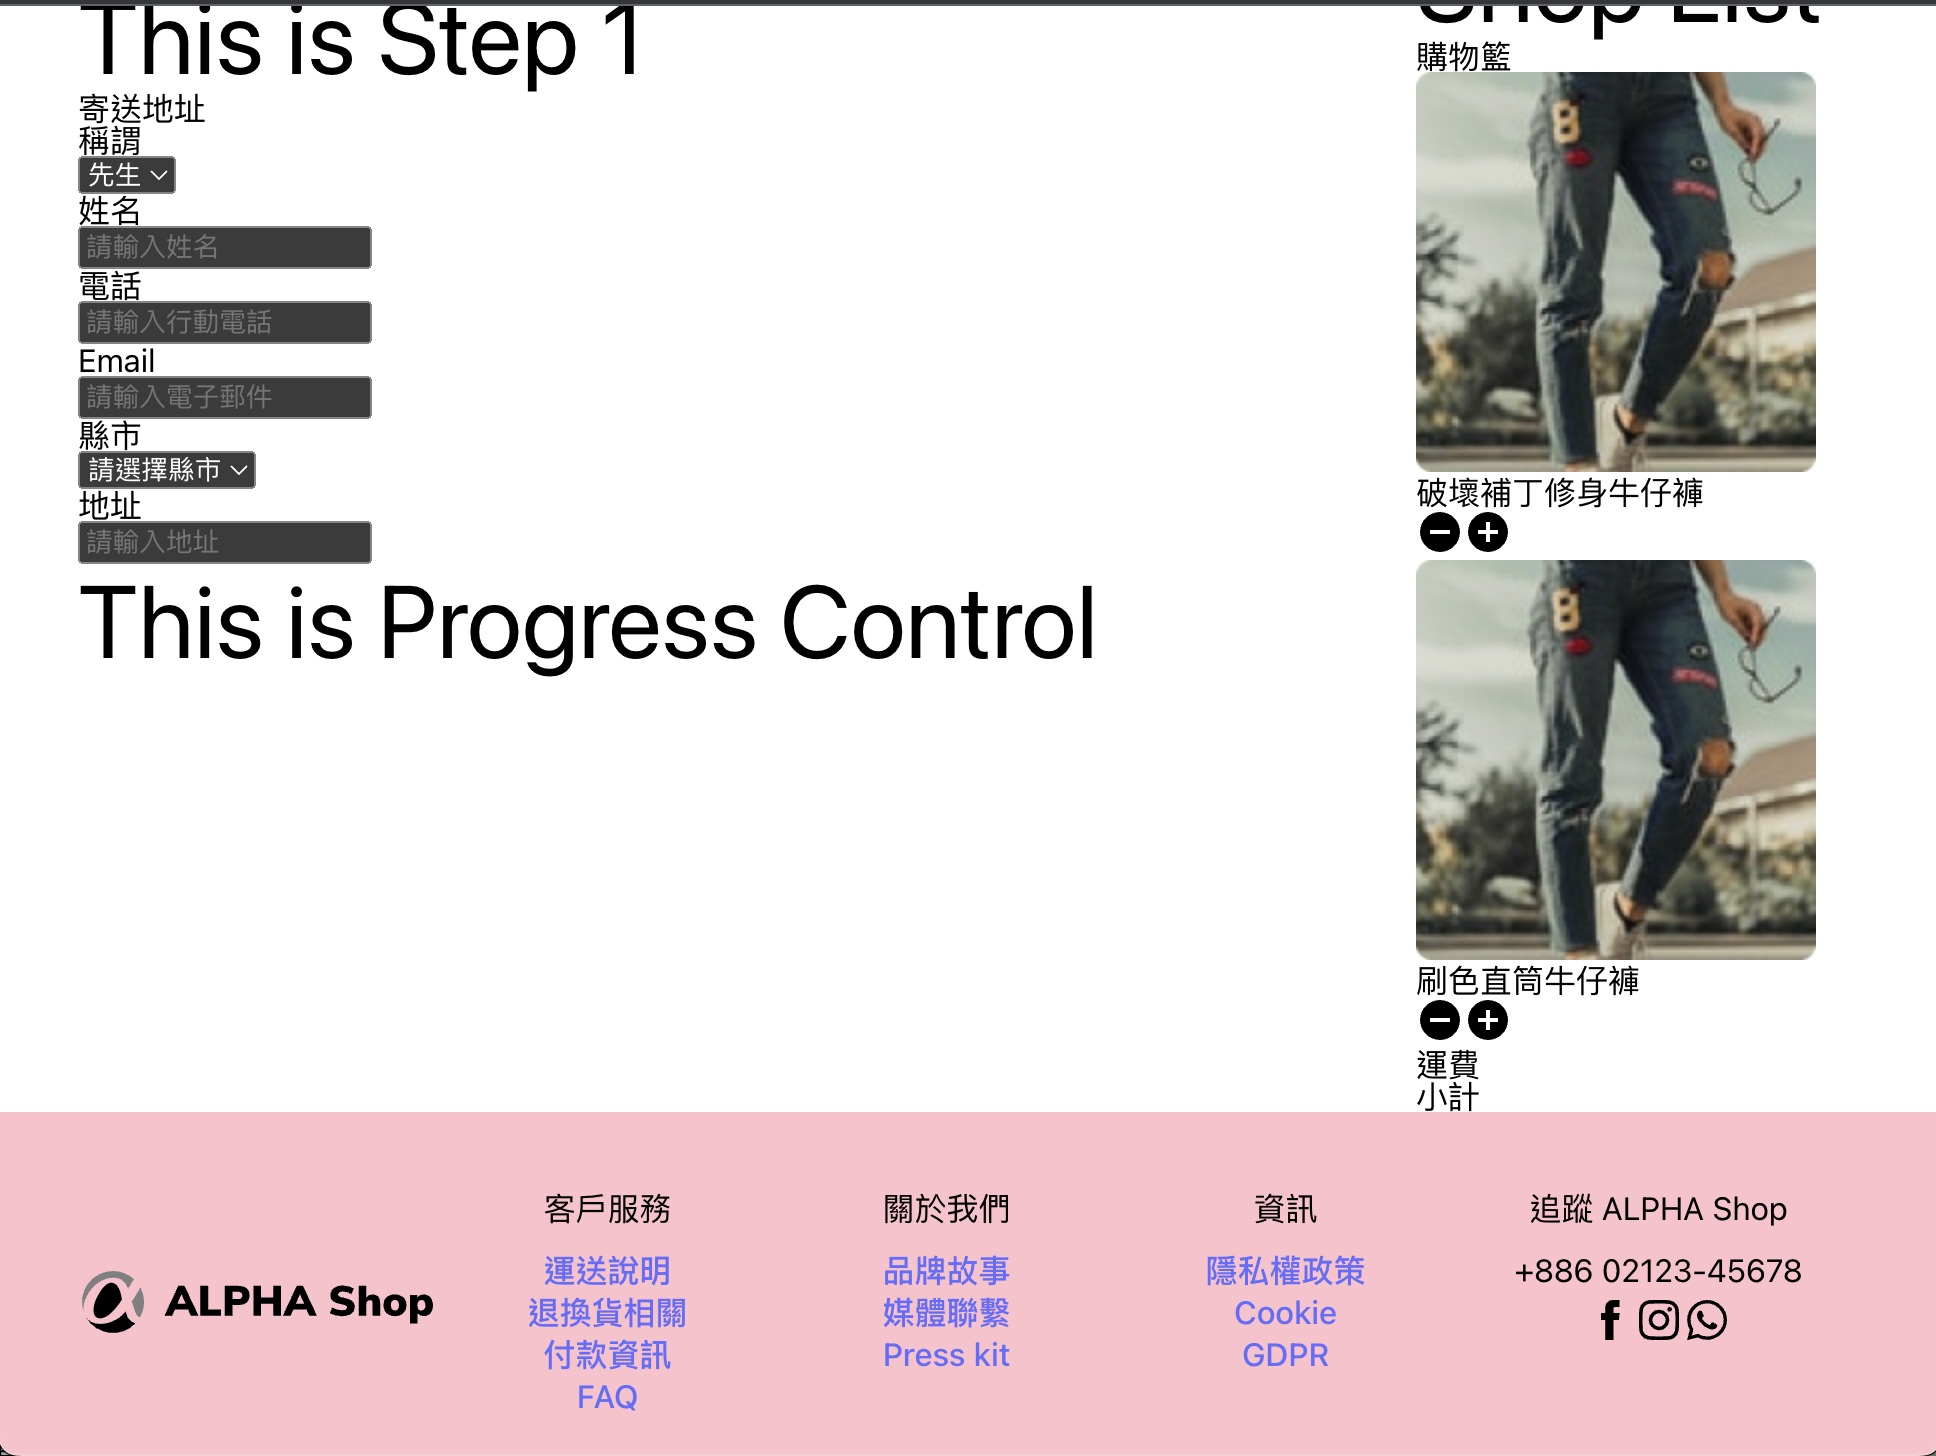 This is Step 1
寄送地址
稱謂
先生
姓名
請輸入姓名
電話
請輸入行動電話
Email
請輸入電子郵件
縣市
請選擇縣市
地址
請輸入地址
This is Progress Control
Shop List
購物籃
破壞補丁修身牛仔褲
刷色直筒牛仔褲
運費
小計
ALPHA Shop
客戶服務
運送說明
退換貨相關
付款資訊
FAQ
關於我們
品牌故事
媒體聯繫
Press kit
資訊
隱私權政策
Cookie
GDPR
追蹤 ALPHA Shop
+886 02123-45678